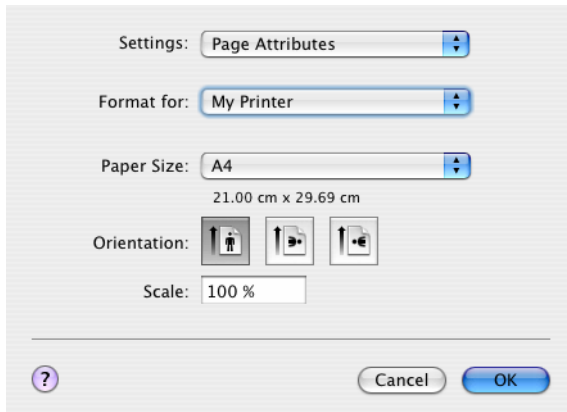 Settings: Page Attributes
Format for: My Printer
Paper Size: A4
21.00 cm x 29.69 cm
Orientation:
Scale: 100 %
? Cancel OK